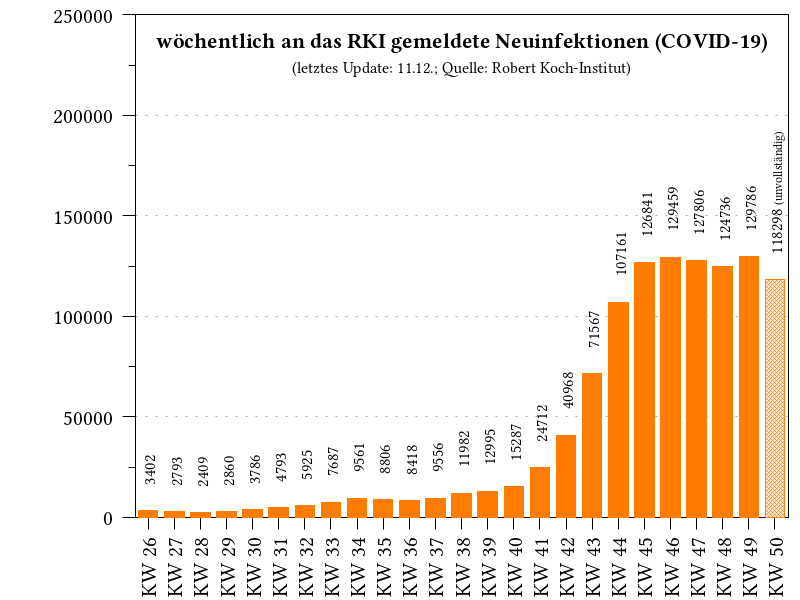 wöchentlich an das RKI gemeldete Neuinfektionen (COVID-19)
(letztes Update: 11.12.; Quelle: Robert Koch-Institut)
250000
200000
150000
100000
50000
0
3402
2793
2409
2860
3786
4793
5925
7687
9561
8806
8418
9556
11982
12995
15287
24712
40968
71567
107161
126841
129459
127806
124736
129786
118298 (unvollständig)
KW 26
KW 27
KW 28
KW 29
KW 30
KW 31
KW 32
KW 33
KW 34
KW 35
KW 36
KW 37
KW 38
KW 39
KW 40
KW 41
KW 42
KW 43
KW 44
KW 45
KW 46
KW 47
KW 48
KW 49
KW 50